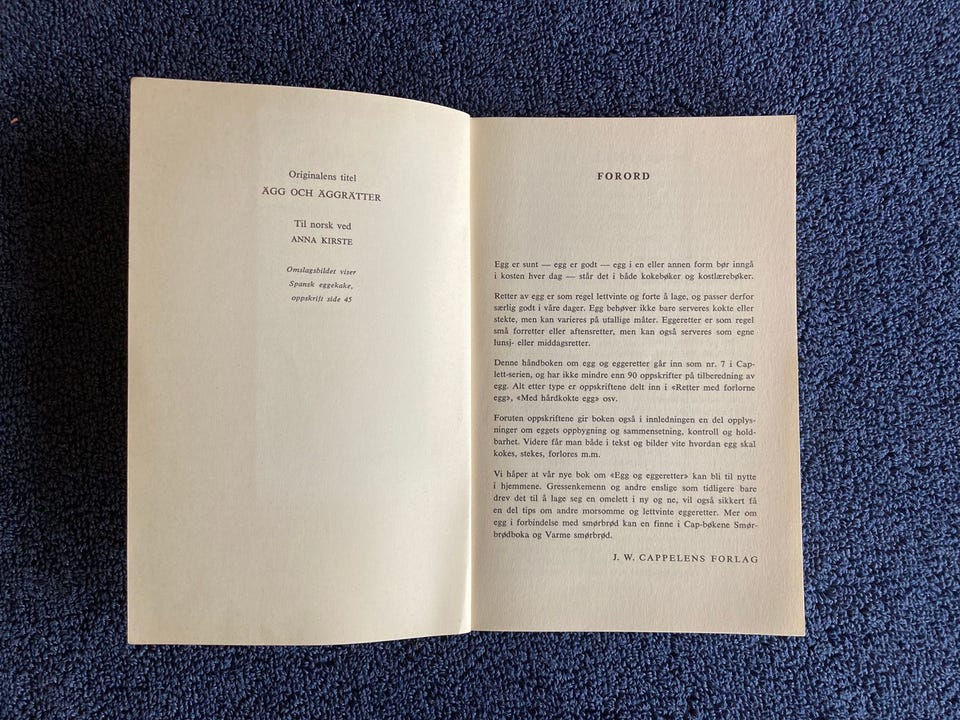 Originalens titel
ÄGG OCH ÄGGRÄTTER
Til norsk ved
ANNA KIRSTE
Omslagsbildet viser
Spansk eggekake,
oppskrift side 45
FORORD
Egg er sunt — egg er godt — egg i en eller annen form bør inngå
i kosten hver dag — står det i både kokebøker og kostlærebøker.
Retter av egg er som regel lettvinte og forte å lage, og passer derfor
særlig godt i våre dager. Egg behøver ikke bare serveres kokte eller
stekte, men kan varieres på utallige måter. Eggeretter er som regel
små forretter eller aftensretter, men kan også serveres som egne
lunsj- eller middagsretter.
Denne håndboken om egg og eggeretter går inn som nr. 7 i Cap-
lett-serien, og har ikke mindre enn 90 oppskrifter på tilberedning av
egg. Alt etter type er oppskriftene delt inn i «Retter med forlorne
egg», «Med hårdkokte egg» osv.
Foruten oppskriftene gir boken også i innledningen en del opplys-
ninger om eggets oppbygning og sammensetning, kontroll og hold-
barhet. Videre får man både i tekst og bilder vite hvordan egg skal
kokes, stekes, forlores m.m.
Vi håper at vår nye bok om «Egg og eggeretter» kan bli til nytte
i hjemmene. Gressenkemenn og andre enslige som tidligere bare
drev det til å lage seg en omelett i ny og ne, vil også sikkert få
en del tips om andre morsomme og lettvinte eggeretter. Mer om
egg i forbindelse med smørbrød kan en finne i Cap-bøkene Smør-
brødboka og Varme smørbrød.
J. W. CAPPELENS FORLAG